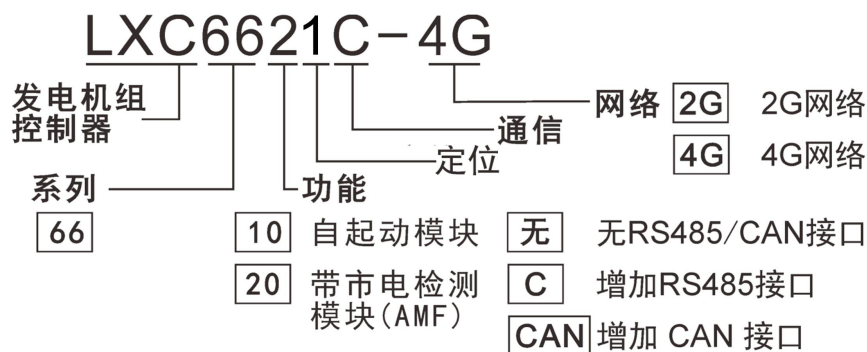 LXC6621C-4G
发电机组
控制器
网络 2G 2G网络
通信
4G 4G网络
定位
系列
功能
66
10 自起动模块
无 无RS485/CAN接口
20 带市电检测
模块(AMF)
C 增加RS485接口
CAN 增加 CAN 接口